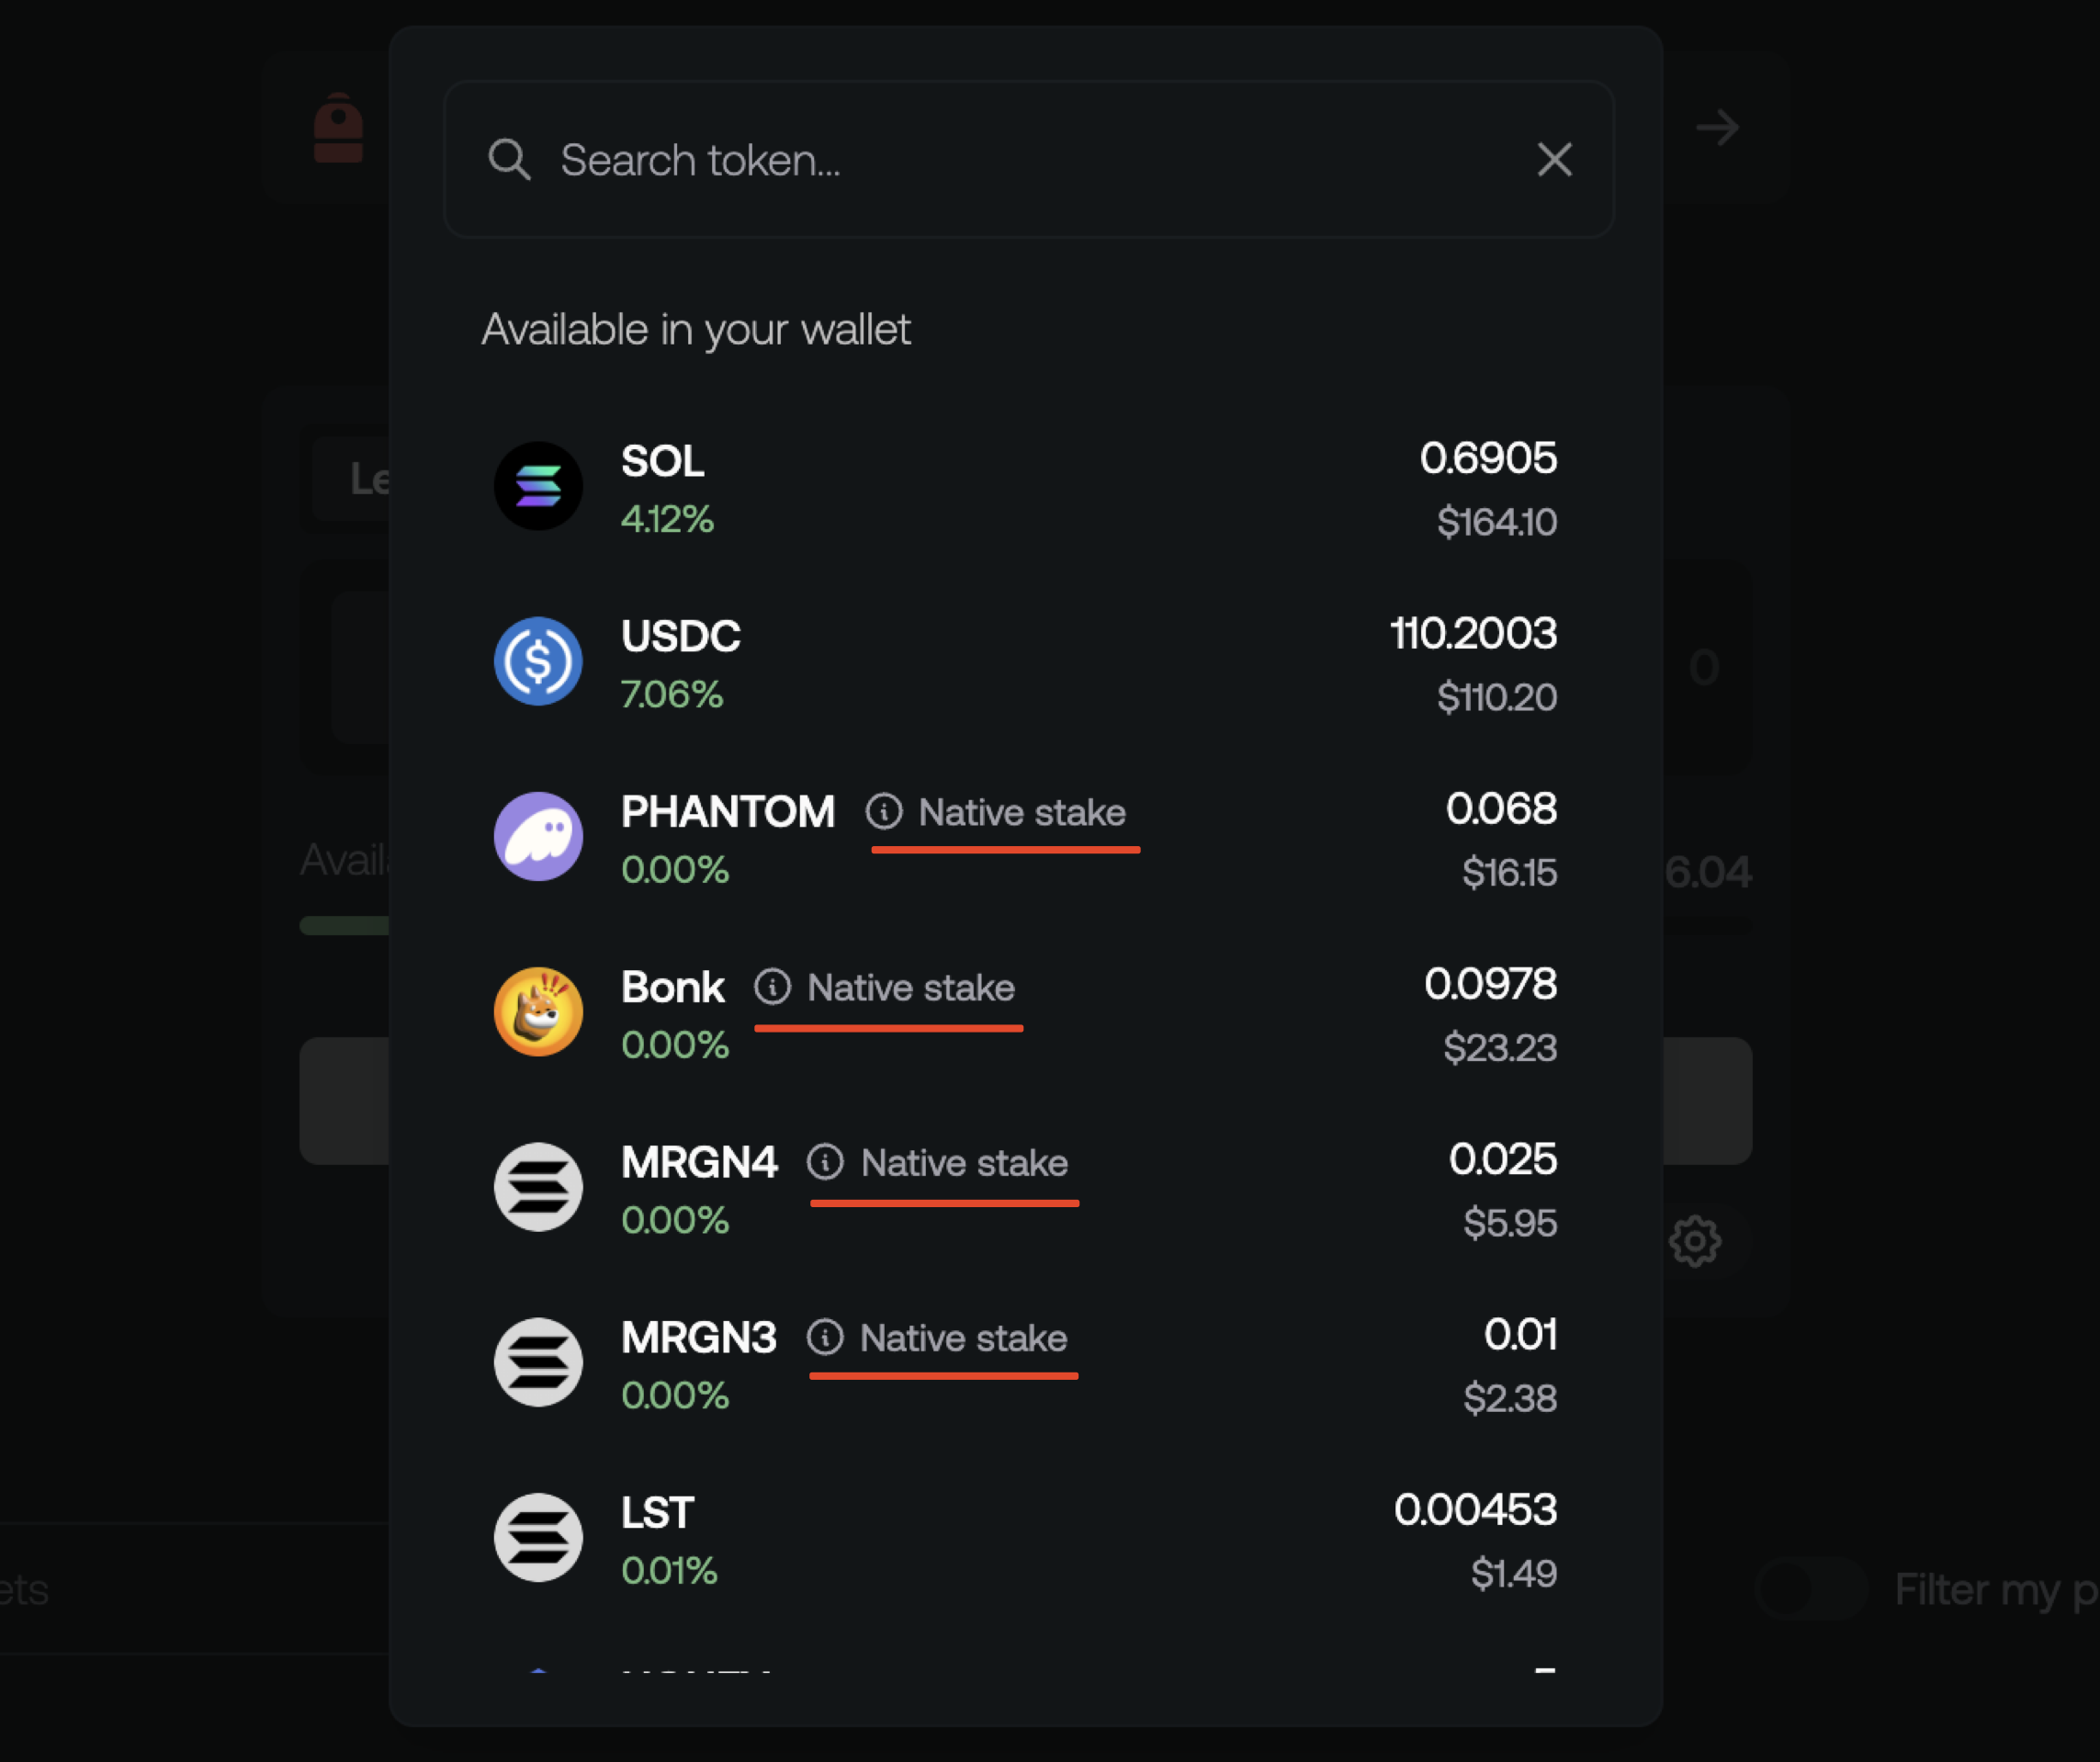 Search token...
Available in your wallet
SOL
0.6905
4.12%
$164.10
USDC
110.2003
7.06%
$110.20
PHANTOM Native stake
0.068
0.00%
$16.15
Bonk Native stake
0.0978
0.00%
$23.23
MRGN4 Native stake
0.025
0.00%
$5.95
MRGN3 Native stake
0.01
0.00%
$2.38
LST
0.00453
0.01%
$1.49
Le
0
Avail
6.04
ets
Filter my p